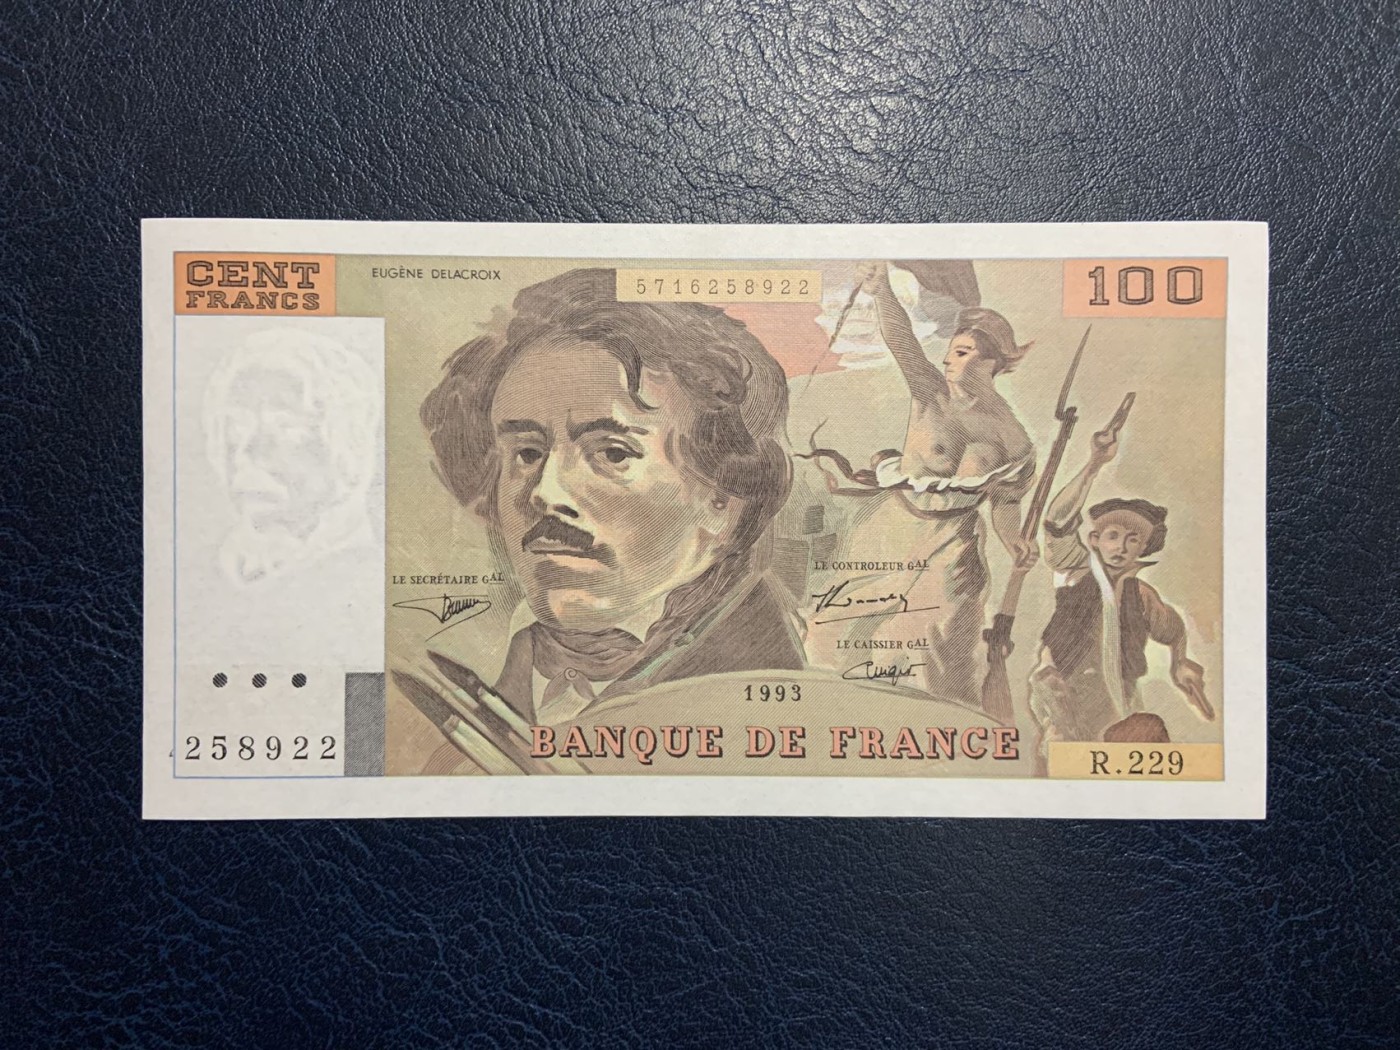 CENT
FRANCS
EUGÈNE DELACROIX
5716258922
100
LE SECRÉTAIRE GAL
LE CONTROLEUR GAL
LE CAISSIER GAL
1993
258922
BANQUE DE FRANCE
R.229